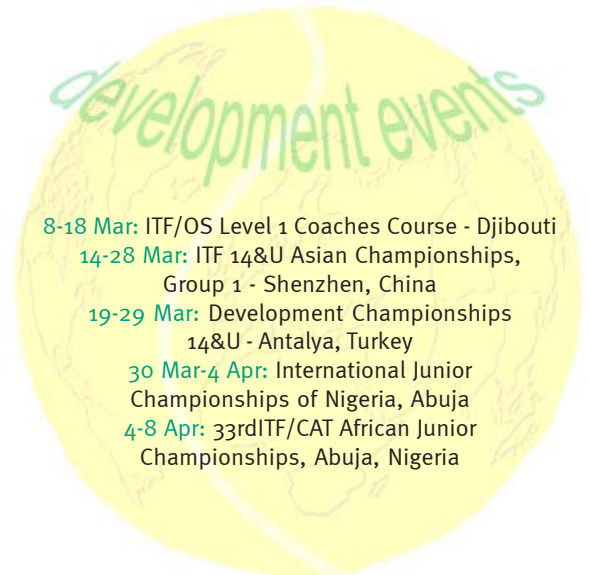 development events
8-18 Mar: ITF/OS Level 1 Coaches Course - Djibouti
14-28 Mar: ITF 14&U Asian Championships,
Group 1 - Shenzhen, China
19-29 Mar: Development Championships
14&U - Antalya, Turkey
30 Mar-4 Apr: International Junior
Championships of Nigeria, Abuja
4-8 Apr: 33rdITF/CAT African Junior
Championships, Abuja, Nigeria